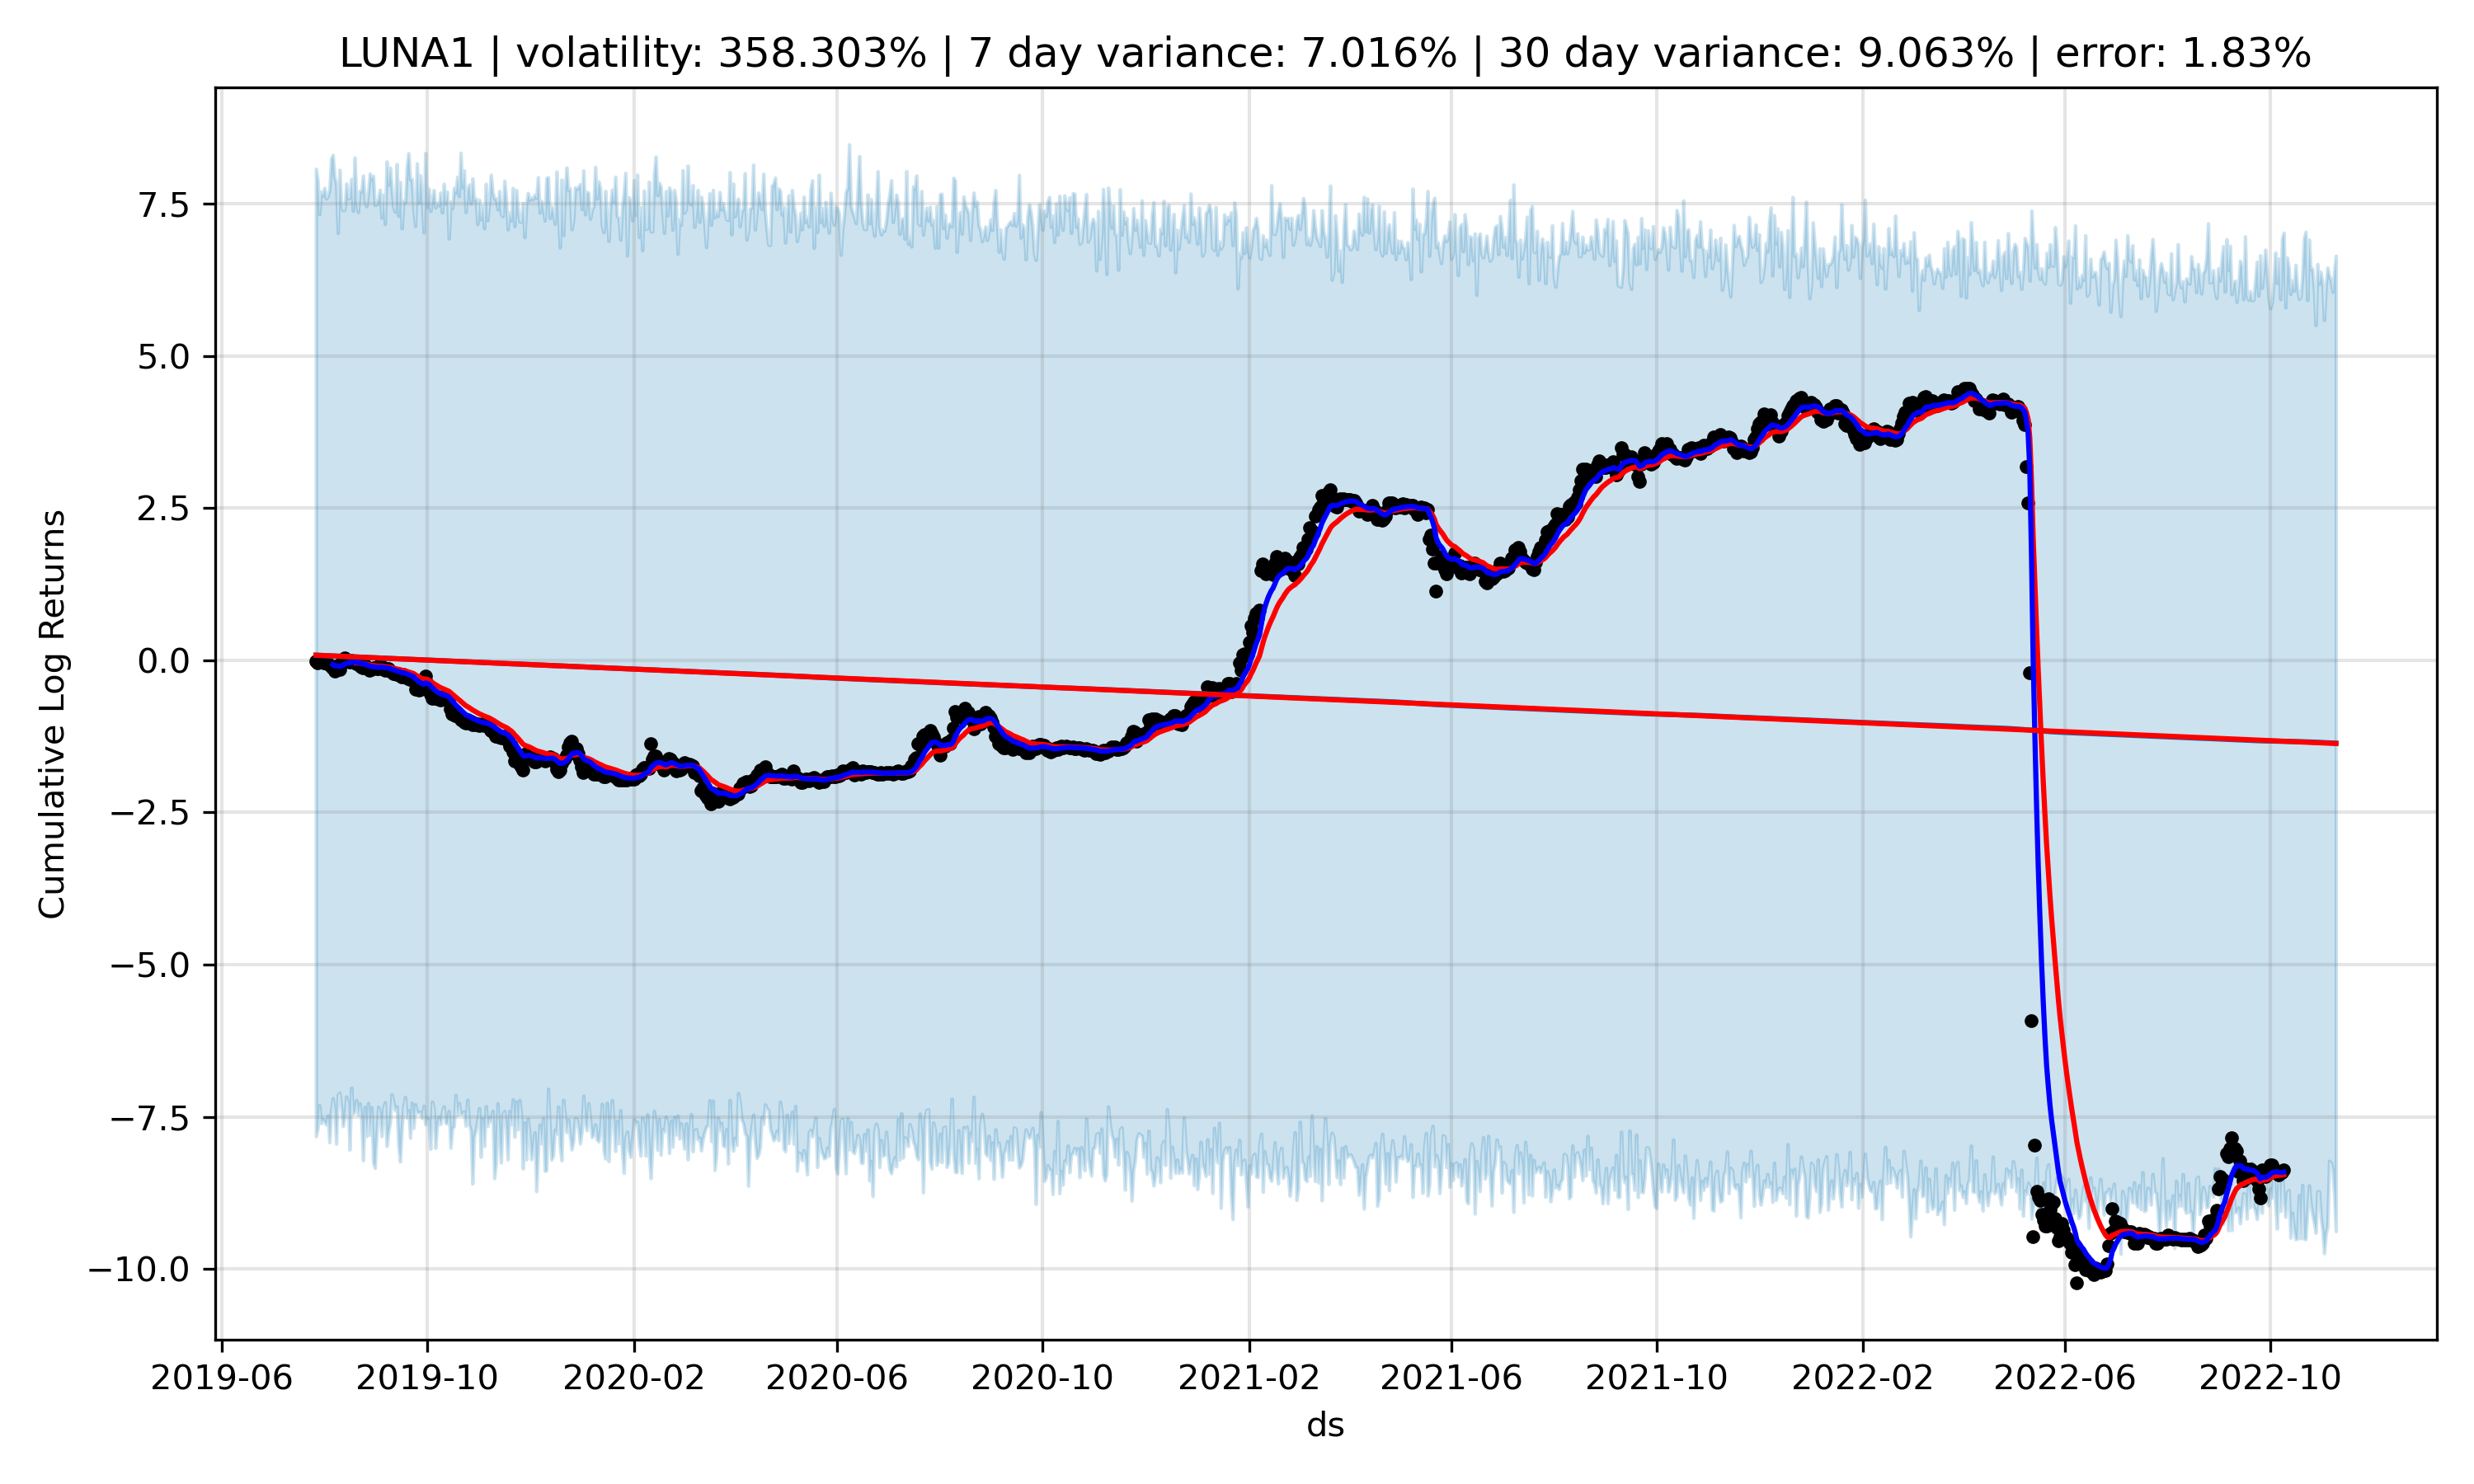 LUNA1 | volatility: 358.303% | 7 day variance: 7.016% | 30 day variance: 9.063% | error: 1.83%
Cumulative Log Returns
7.5
5.0
2.5
0.0
−2.5
−5.0
−7.5
−10.0
2019-06 2019-10 2020-02 2020-06 2020-10 2021-02 2021-06 2021-10 2022-02 2022-06 2022-10
ds